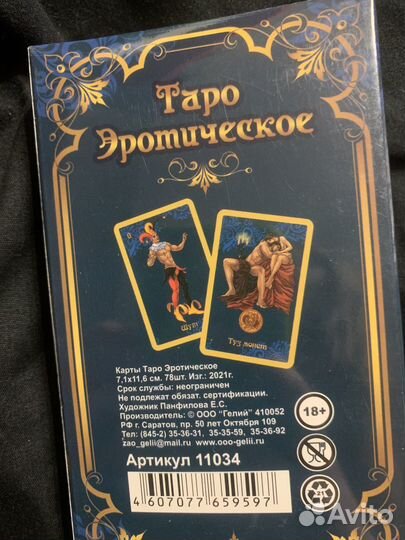 Таро
Эротическое
0
Шут
Туз монет
Карты Таро Эротическое
7,1х11,6 см. 78шт. Изг.: 2021г.
Срок службы: неограничен
Не подлежат обязат. сертификации.
Художник Панфилова Е.С.
Производитель: © ООО "Гелий" 410052
РФ г. Саратов, пр. 50 лет Октября 109
Тел: (845-2) 35-36-31, 35-35-59, 35-36-92
zao_gelii@mail.ru www.ooo-gelii.ru
Артикул 11034
18+
21
4 607077 659597
Avito